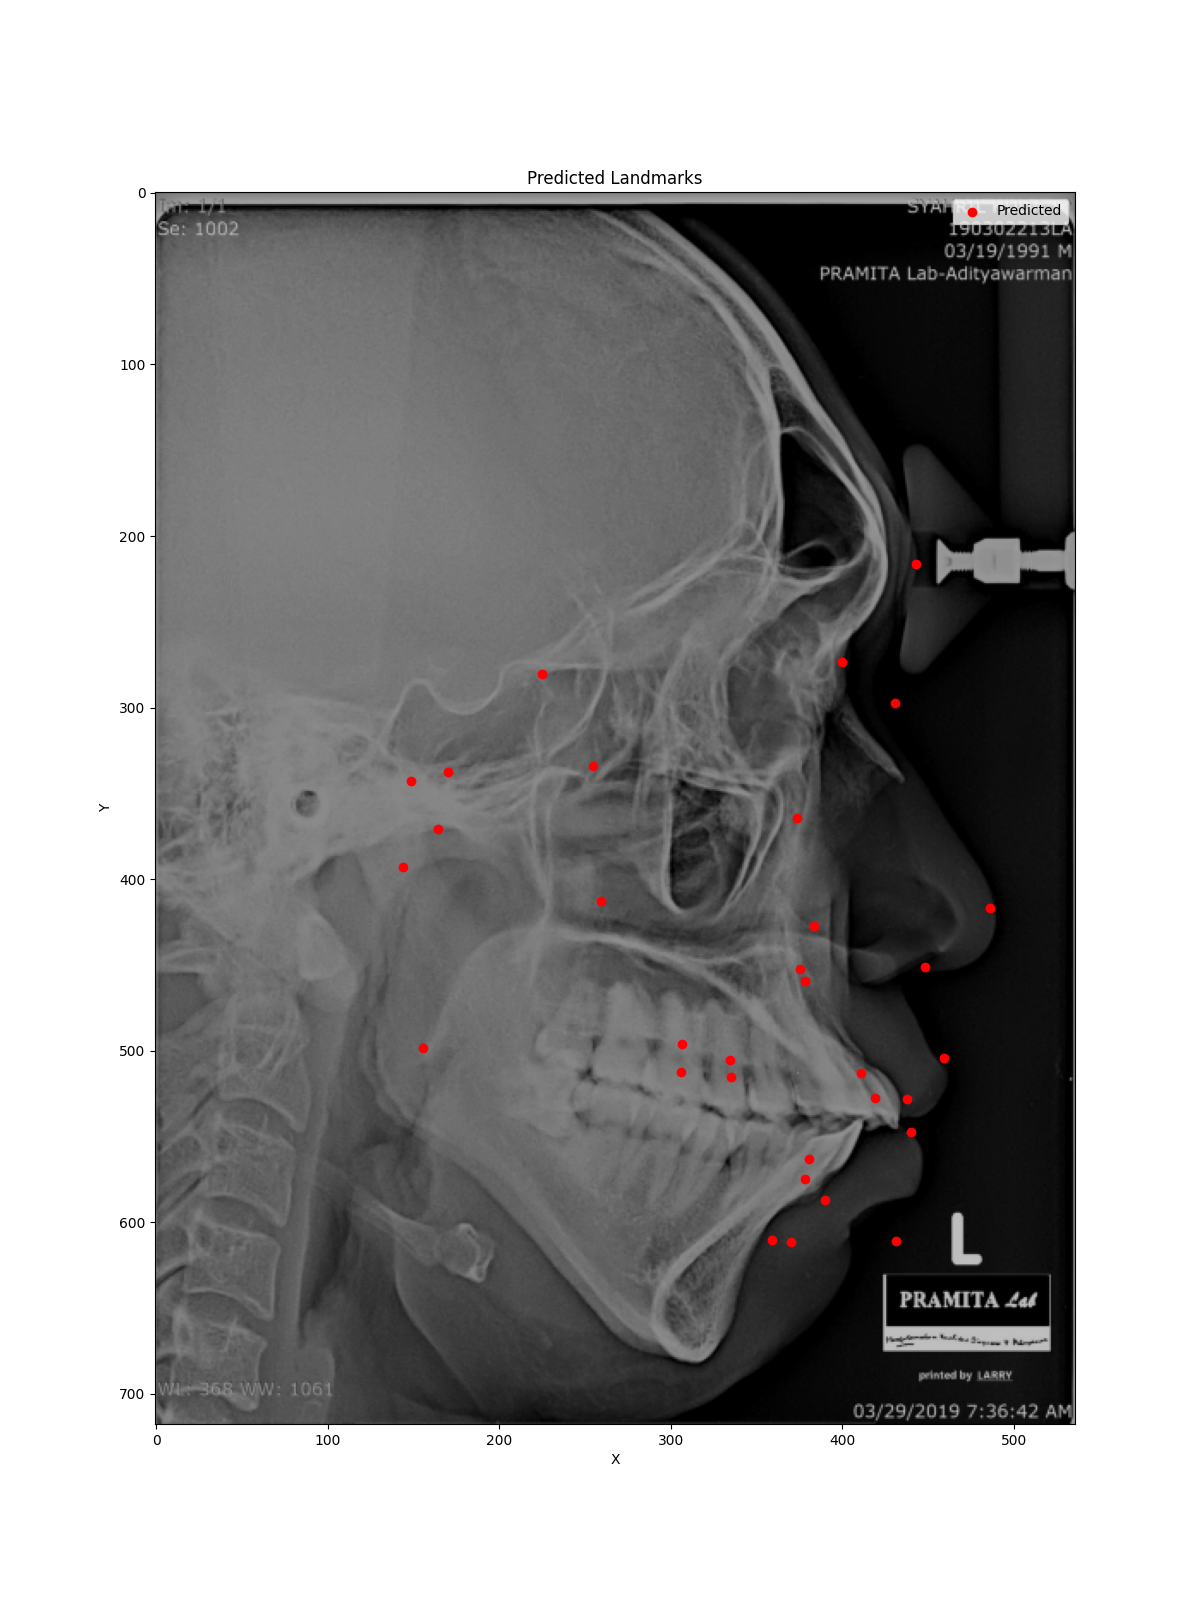 Predicted Landmarks
Im: 1/1
Se: 1002
Predicted
190302213LA
03/19/1991 M
PRAMITA Lab-Adityawarman
0
100
200
300
400
500
600
700
Y
L
PRAMITA Lab
printed by LARRY
WL: 368 WW: 1061
03/29/2019 7:36:42 AM
0 100 200 300 400 500
X